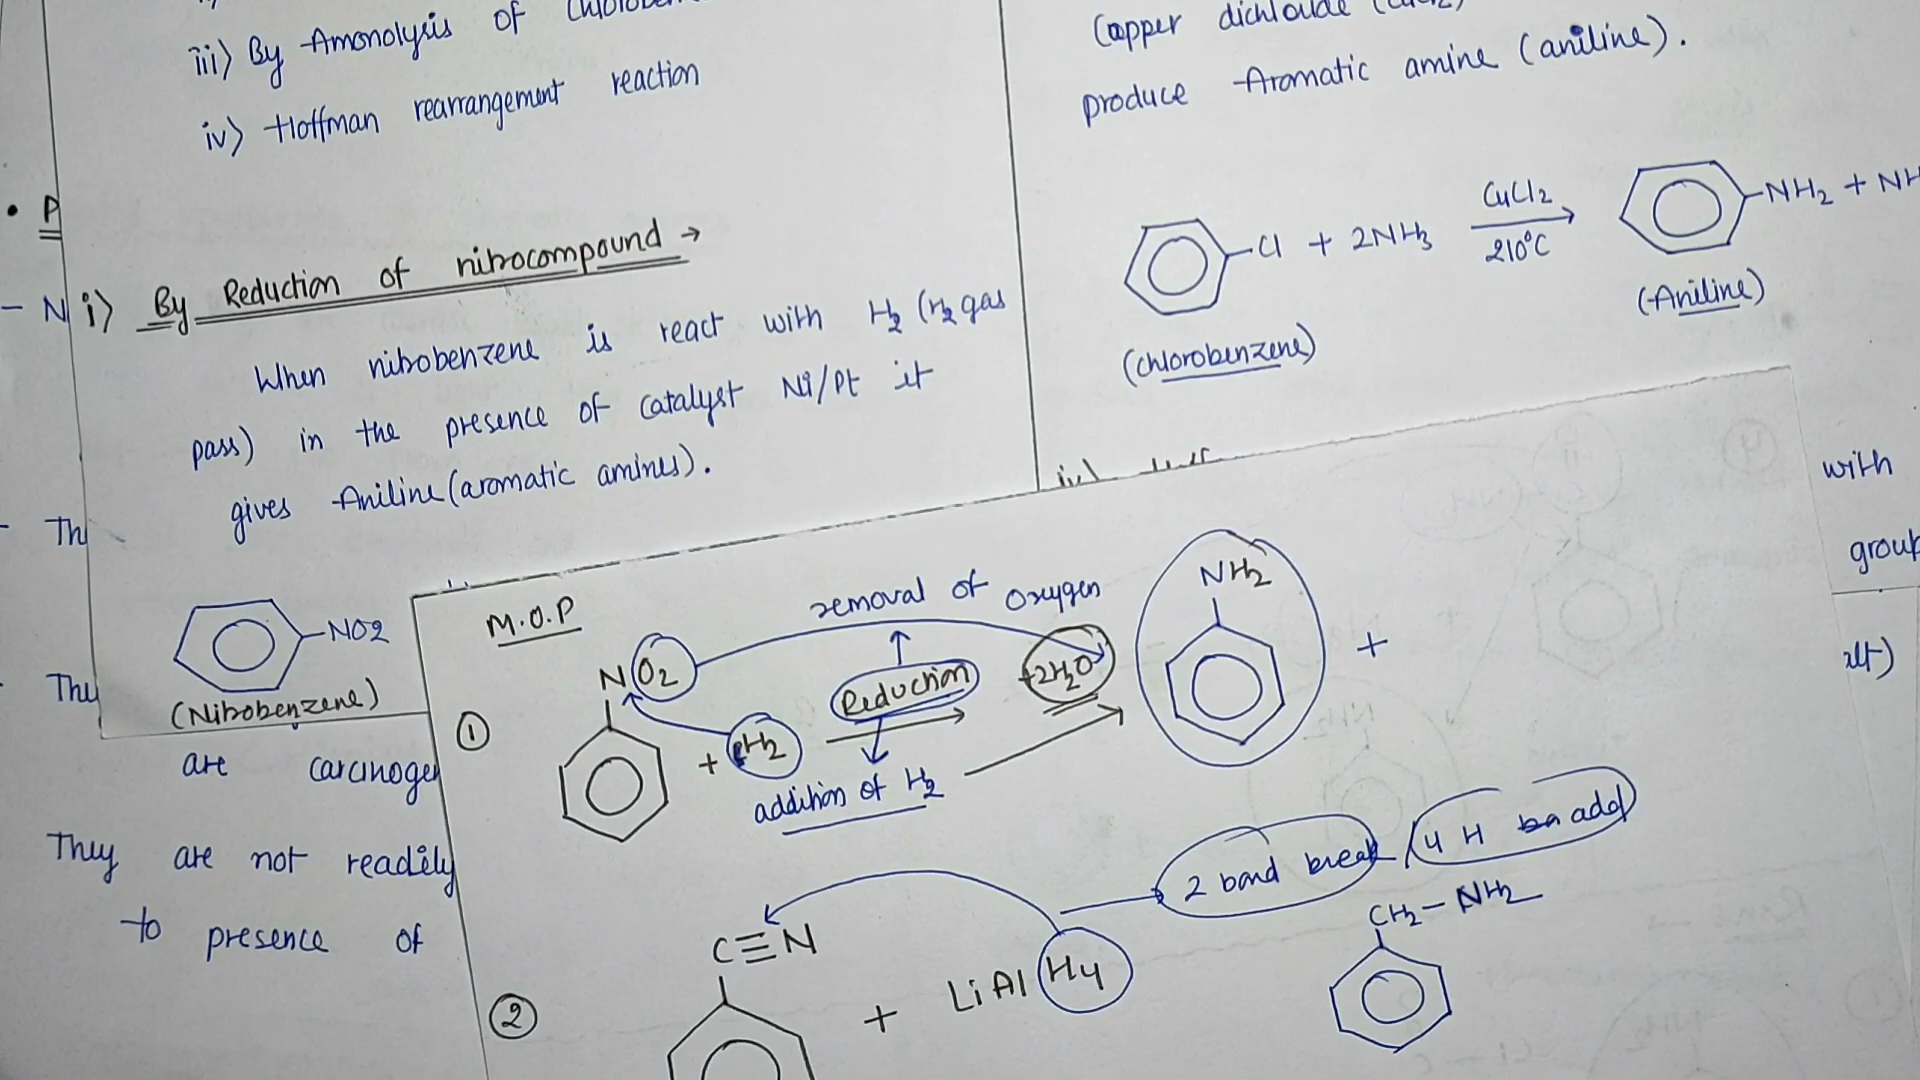 iii) By Amonolysis of
iv) Hoffman rearrangement reaction
• P
- N
i) By Reduction of nitrocompound →
When nitrobenzene is react with H2 (H2 gas
pass) in the presence of catalyst Ni/Pt it
gives Aniline (aromatic amines).
-NO2
(Nitrobenzene)
Copper dichloude
produce Aromatic amine (aniline).
-Cl + 2NH3 CuCl2 210°C -NH2 + NH
(chlorobenzene)
(Aniline)
with
group
are
They are not readily
to presence of
M.O.P
removal of oxygen
① NO2 + H2 Reduction +2H2O NH2 +
addition of H2
2 bond break / 4 H add
② C≡N + LiAlH4 CH2-NH2